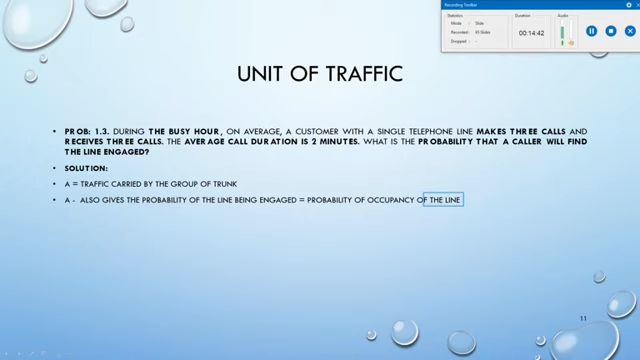 Recording Toolbar
Statistics
Duration
Audio
Mode : Slide
Recorded : 85 Slides
Dropped : -
00:14:42
UNIT OF TRAFFIC
• PROB: 1.3. DURING THE BUSY HOUR, ON AVERAGE, A CUSTOMER WITH A SINGLE TELEPHONE LINE MAKES THREE CALLS AND
RECEIVES THREE CALLS. THE AVERAGE CALL DURATION IS 2 MINUTES. WHAT IS THE PROBABILITY THAT A CALLER WILL FIND
THE LINE ENGAGED?
• SOLUTION:
• A = TRAFFIC CARRIED BY THE GROUP OF TRUNK
• A - ALSO GIVES THE PROBABILITY OF THE LINE BEING ENGAGED = PROBABILITY OF OCCUPANCY OF THE LINE
11